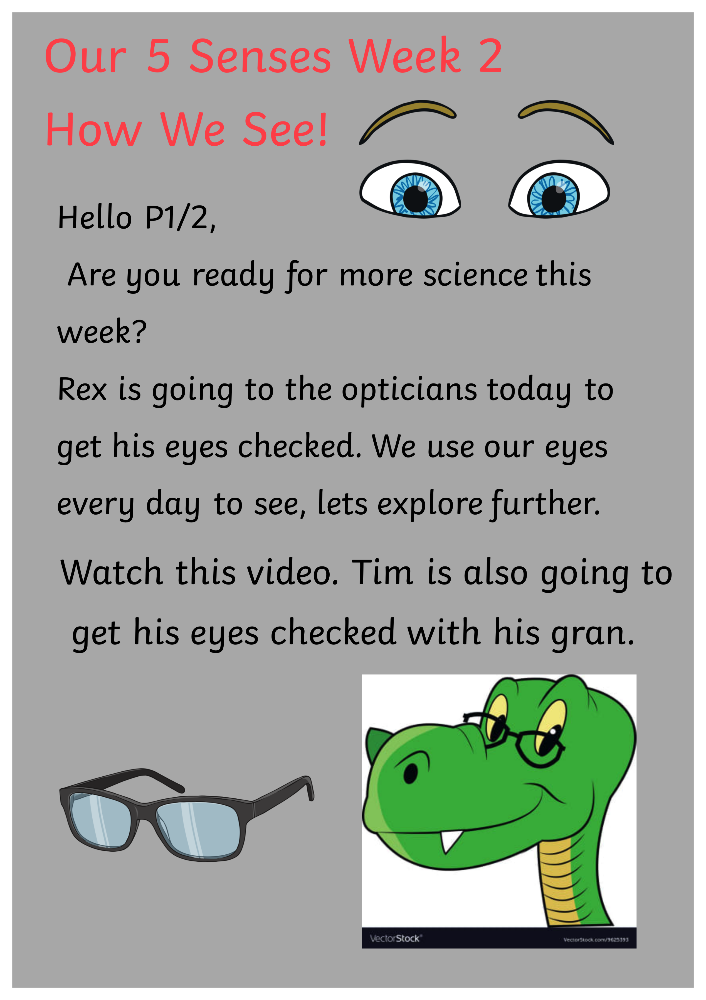 Our 5 Senses Week 2
How We See!
Hello P1/2,
Are you ready for more science this
week?
Rex is going to the opticians today to
get his eyes checked. We use our eyes
every day to see, lets explore further.
Watch this video. Tim is also going to
get his eyes checked with his gran.
VectorStock®
VectorStock.com/9625393